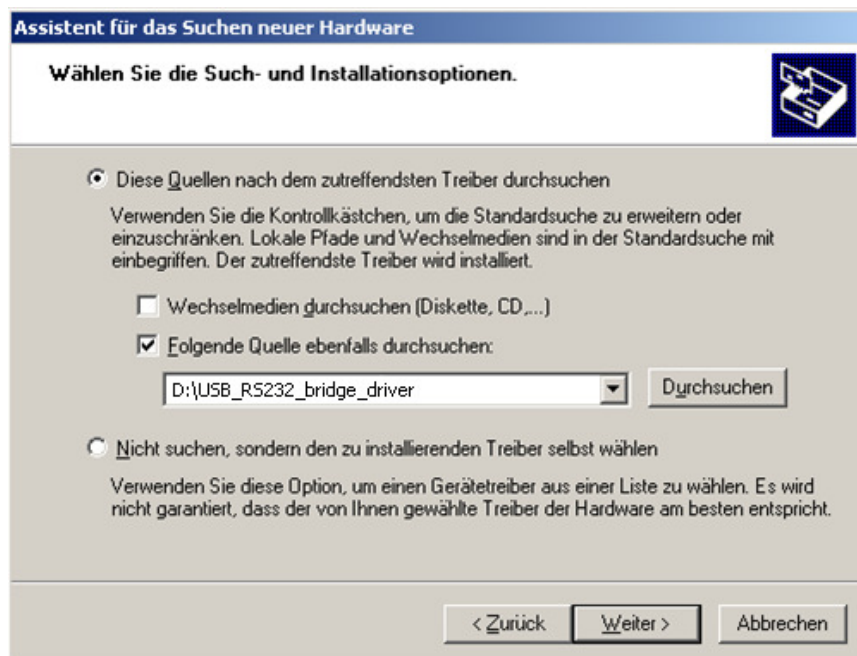 Assistent für das Suchen neuer Hardware
Wählen Sie die Such- und Installationsoptionen.
Diese Quellen nach dem zutreffendsten Treiber durchsuchen
Verwenden Sie die Kontrollkästchen, um die Standardsuche zu erweitern oder
einzuschränken. Lokale Pfade und Wechselmedien sind in der Standardsuche mit
einbegriffen. Der zutreffendste Treiber wird installiert.
Wechselmedien durchsuchen (Diskette, CD,...)
Folgende Quelle ebenfalls durchsuchen:
D:\USB_RS232_bridge_driver
Durchsuchen
Nicht suchen, sondern den zu installierenden Treiber selbst wählen
Verwenden Sie diese Option, um einen Gerätetreiber aus einer Liste zu wählen. Es wird
nicht garantiert, dass der von Ihnen gewählte Treiber der Hardware am besten entspricht.
< Zurück
Weiter >
Abbrechen